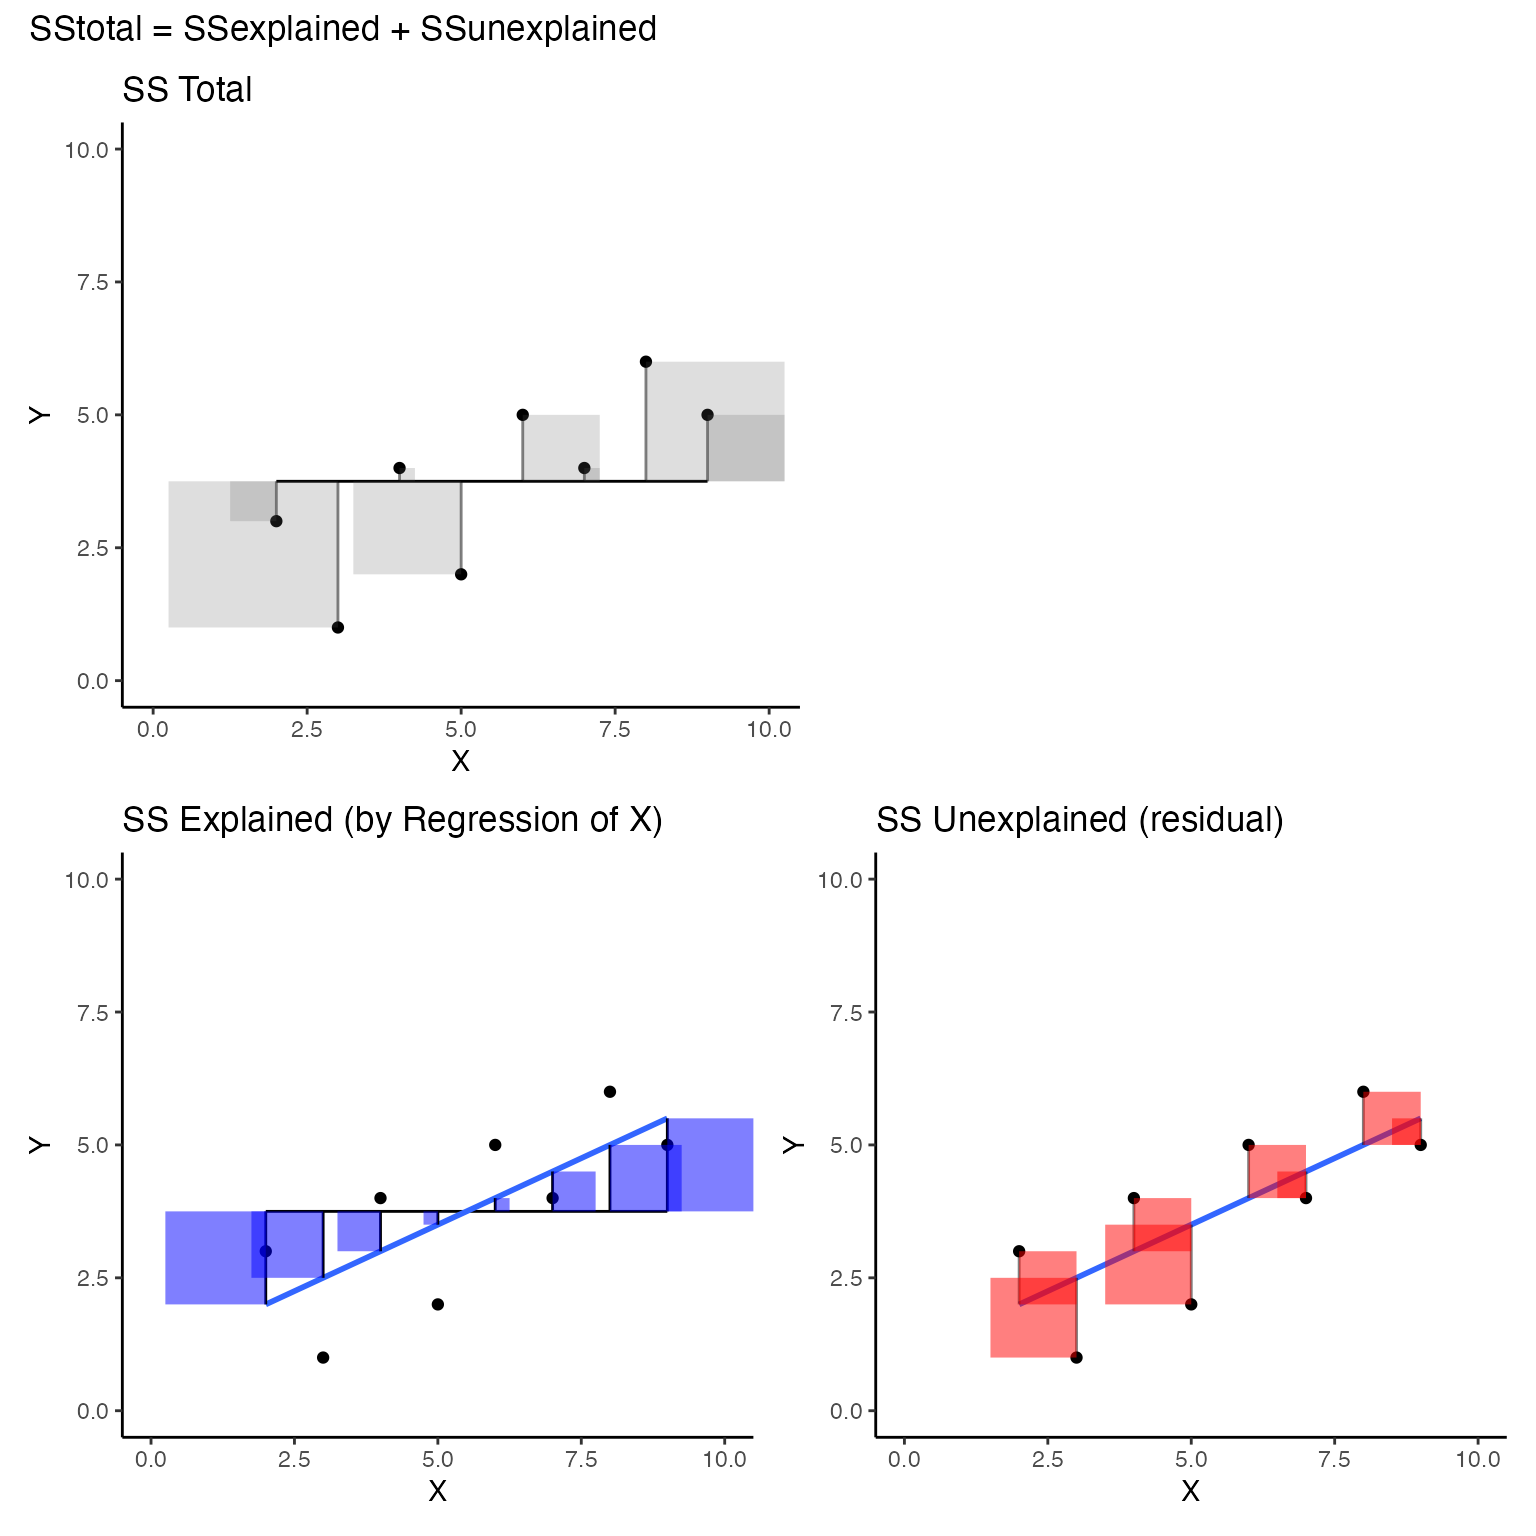 SStotal = SSexplained + SSunexplained
SS Total
10.0
7.5
5.0
2.5
0.0
Y
0.0 2.5 5.0 7.5 10.0
X
SS Explained (by Regression of X)
10.0
7.5
5.0
2.5
0.0
Y
0.0 2.5 5.0 7.5 10.0
X
SS Unexplained (residual)
10.0
7.5
5.0
2.5
0.0
Y
0.0 2.5 5.0 7.5 10.0
X